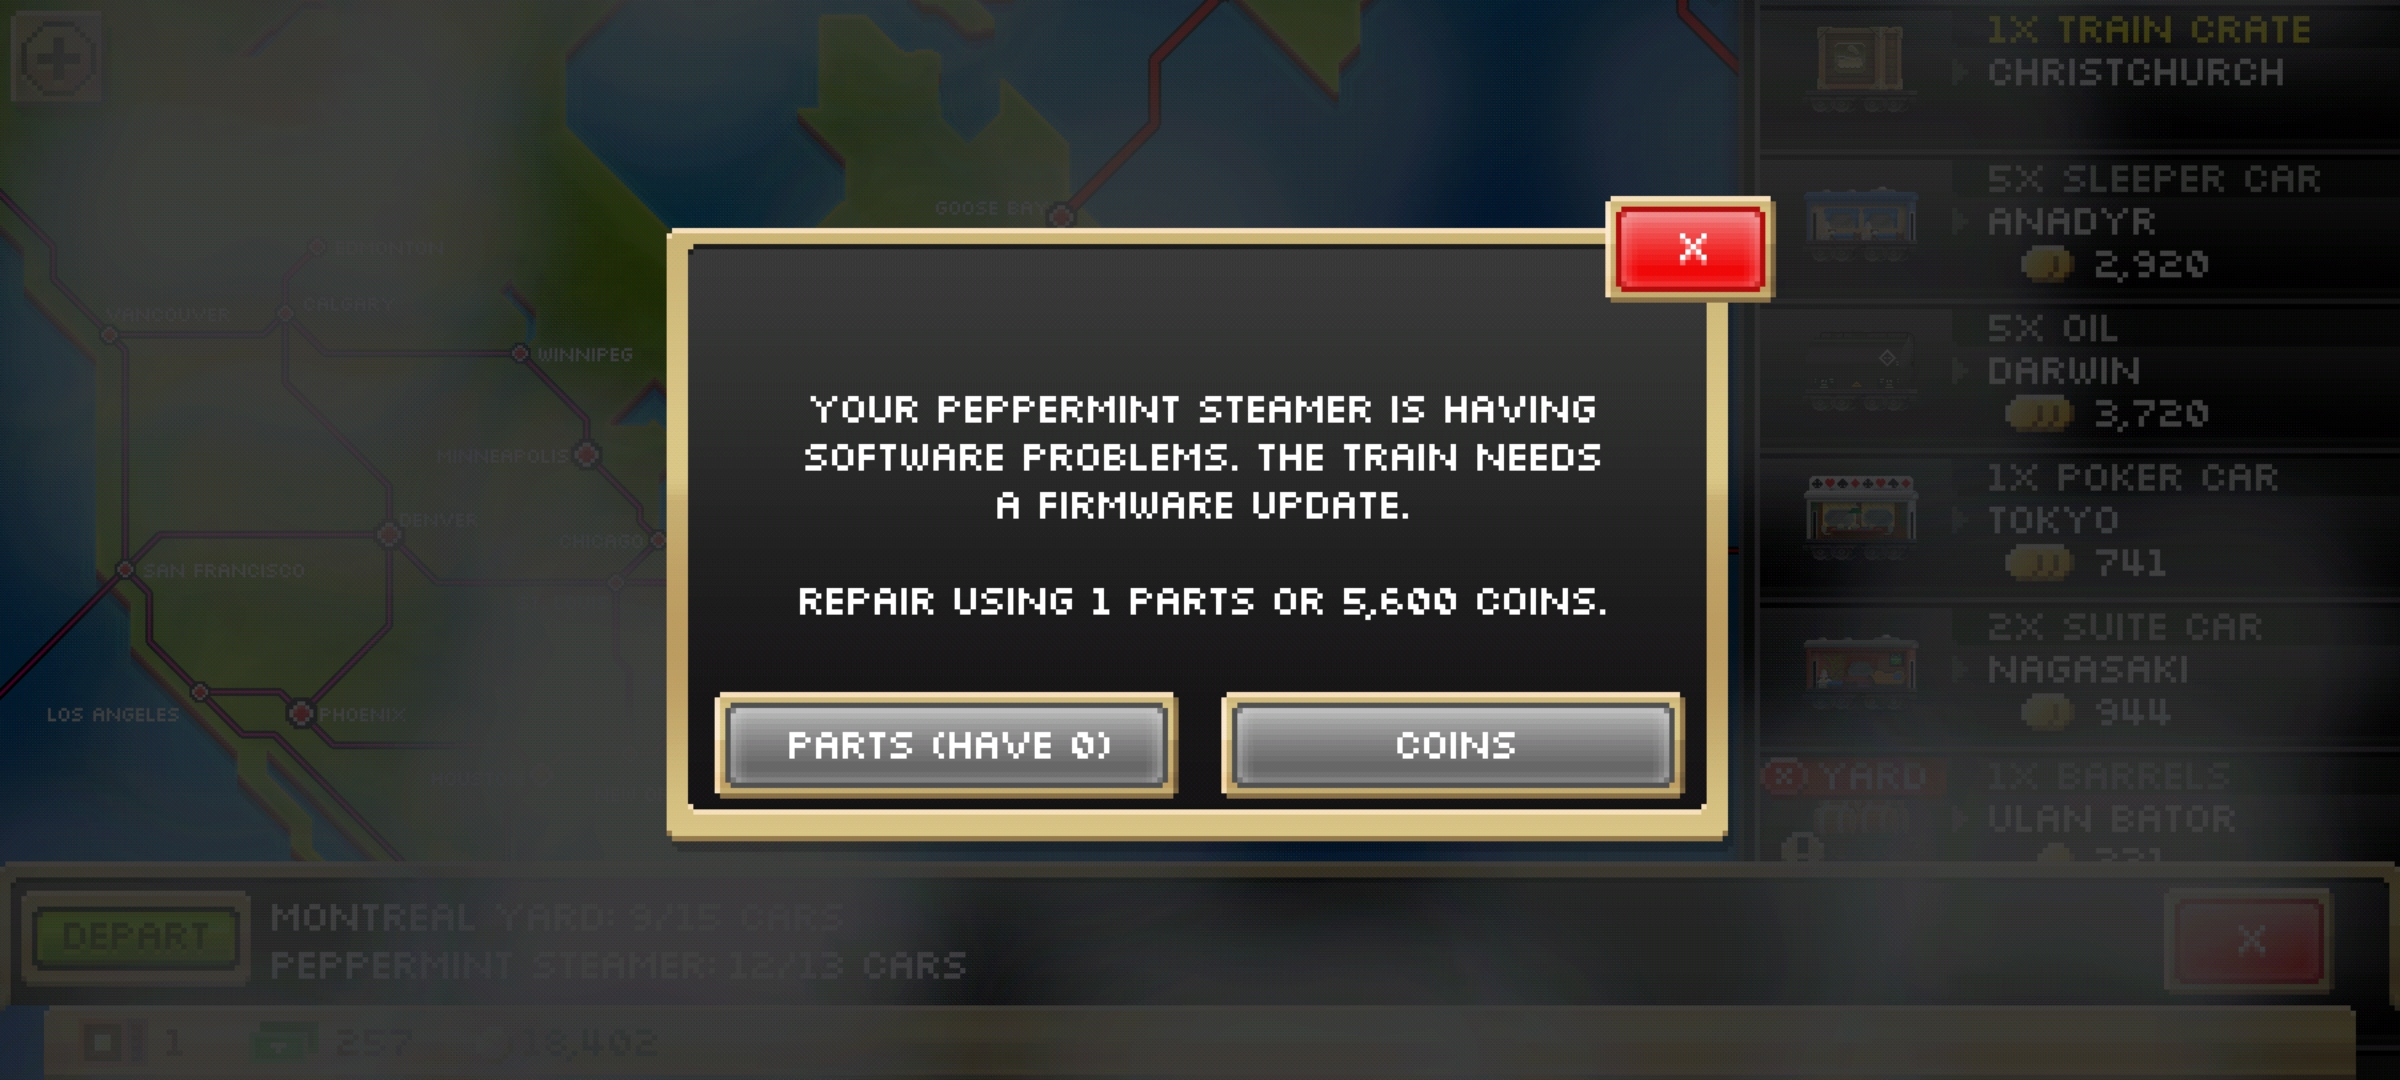 1X TRAIN CRATE
CHRISTCHURCH
5X SLEEPER CAR
ANADYR
2,920
5X OIL
DARWIN
3,720
1X POKER CAR
TOKYO
741
2X SUITE CAR
NAGASAKI
944
YARD
1X BARRELS
ULAN BATOR
GOOSE BAY
EDMONTON
CALGARY
VANCOUVER
WINNIPEG
MINNEAPOLIS
DENVER
CHICAGO
SAN FRANCISCO
LOS ANGELES
PHOENIX
X
YOUR PEPPERMINT STEAMER IS HAVING
SOFTWARE PROBLEMS. THE TRAIN NEEDS
A FIRMWARE UPDATE.
REPAIR USING 1 PARTS OR 5,600 COINS.
PARTS (HAVE 0)
COINS
DEPART
MONTREAL YARD: 9/15 CARS
PEPPERMINT STEAMER: 12/13 CARS
X
1
257
18,402